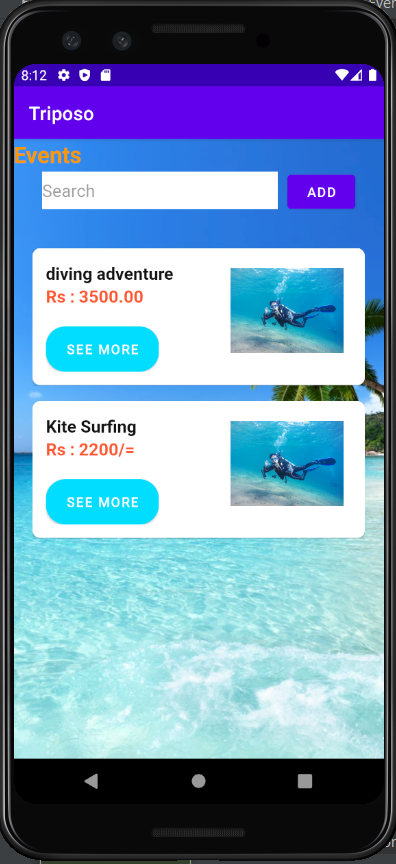 8:12
Triposo
Events
Search
ADD
diving adventure
Rs : 3500.00
SEE MORE
Kite Surfing
Rs : 2200/=
SEE MORE